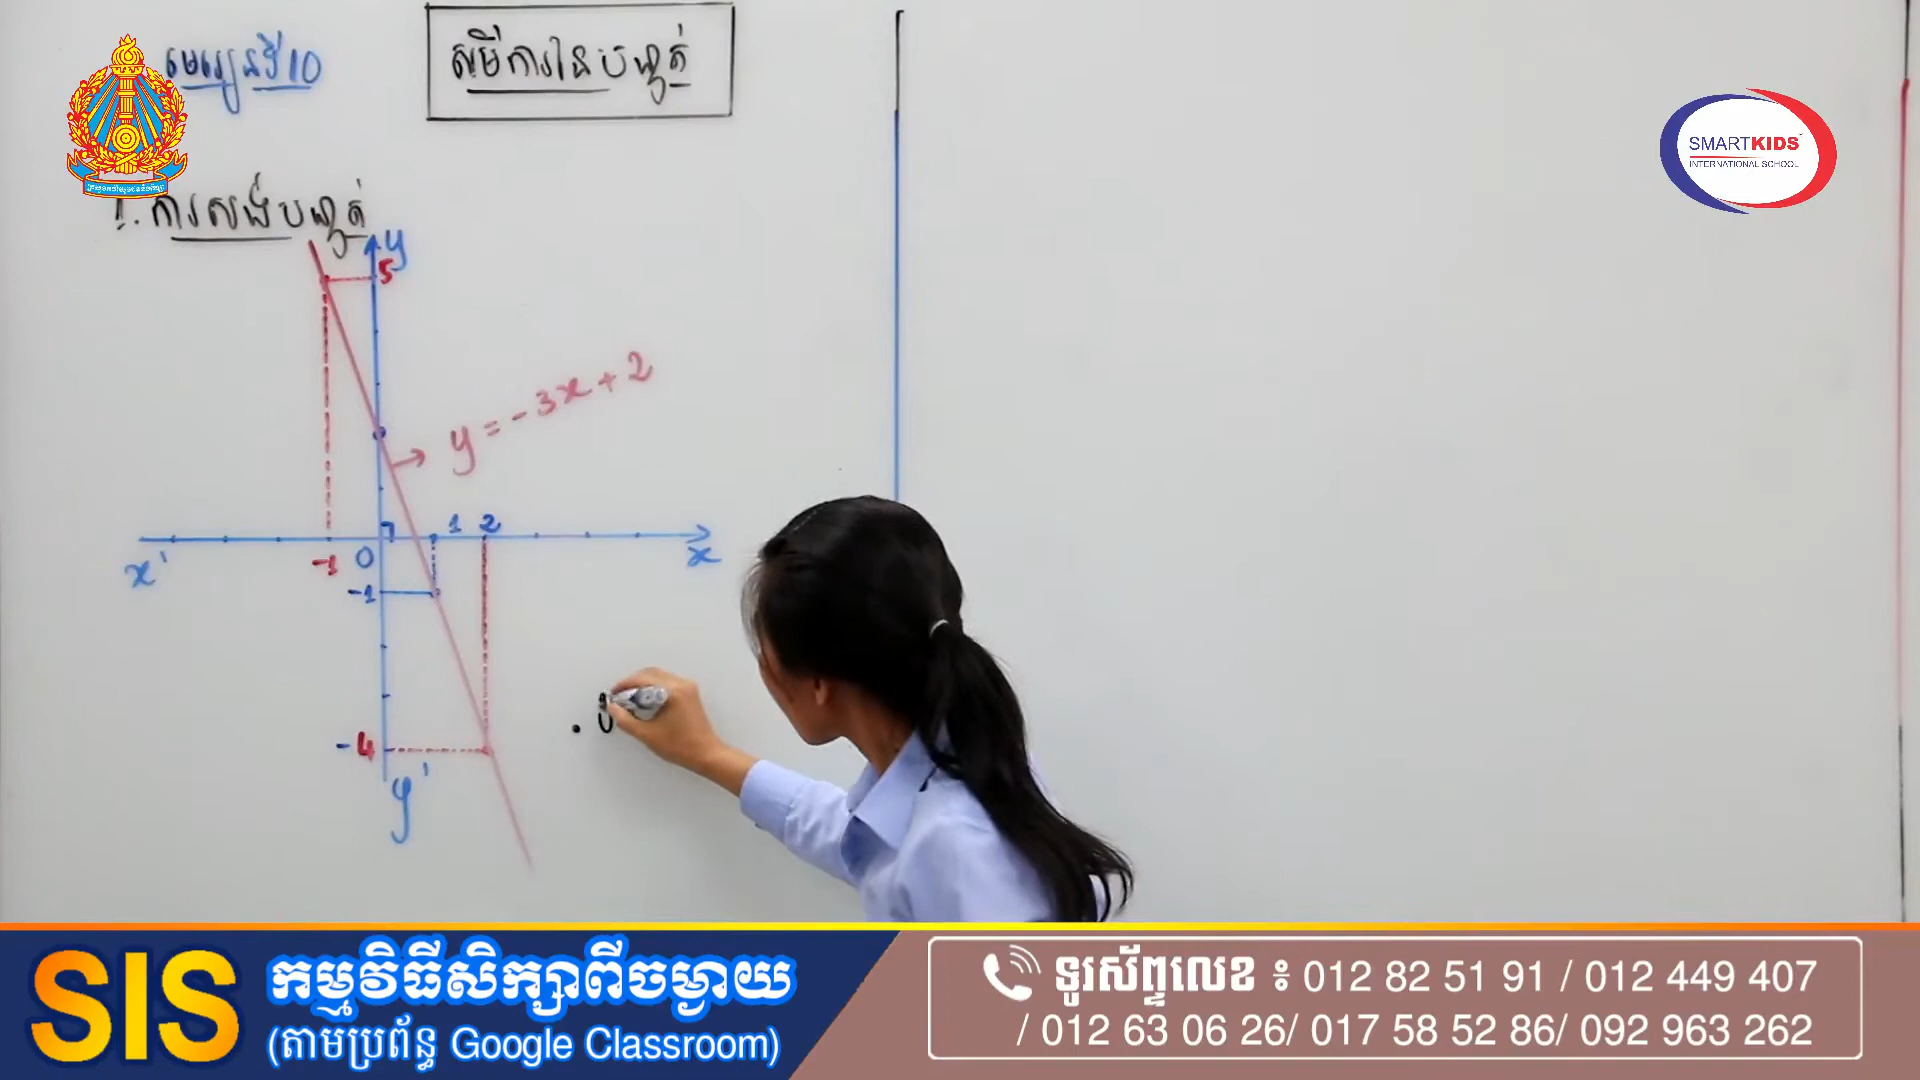 មេរៀនទី 10
សមីការនៃបន្ទាត់
SMARTKIDS
INTERNATIONAL SCHOOL
1. ការសង់បន្ទាត់
y
5
y = -3x + 2
1 2
x' -1 0 x
-1
-4
y'
SIS
កម្មវិធីសិក្សាពីចម្ងាយ
(តាមប្រព័ន្ធ Google Classroom)
ទូរស័ព្ទលេខ ៖ 012 82 51 91 / 012 449 407
/ 012 63 06 26/ 017 58 52 86/ 092 963 262